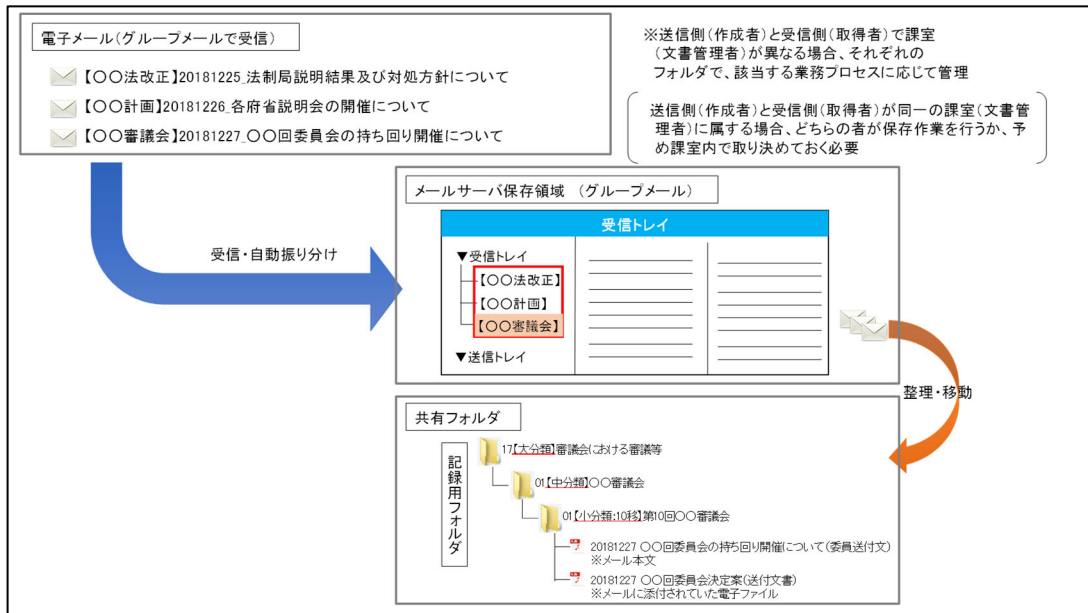 電子メール(グループメールで受信)
【〇〇法改正】20181225_法制局説明結果及び対処方針について
【〇〇計画】20181226_各府省説明会の開催について
【〇〇審議会】20181227_〇〇回委員会の持ち回り開催について
※送信側(作成者)と受信側(取得者)で課室
(文書管理者)が異なる場合、それぞれの
フォルダで、該当する業務プロセスに応じて管理
送信側(作成者)と受信側(取得者)が同一の課室(文書管
理者)に属する場合、どちらの者が保存作業を行うか、予
め課室内で取り決めておく必要
受信・自動振り分け
メールサーバ保存領域 (グループメール)
受信トレイ
▼受信トレイ
【〇〇法改正】
【〇〇計画】
【〇〇審議会】
▼送信トレイ
整理・移動
共有フォルダ
記録用フォルダ
17【大分類】審議会における審議等
01【中分類】〇〇審議会
01【小分類:10移】第10回〇〇審議会
20181227 〇〇回委員会の持ち回り開催について(委員送付文)
※メール本文
20181227 〇〇回委員会決定案(送付文書)
※メールに添付されていた電子ファイル